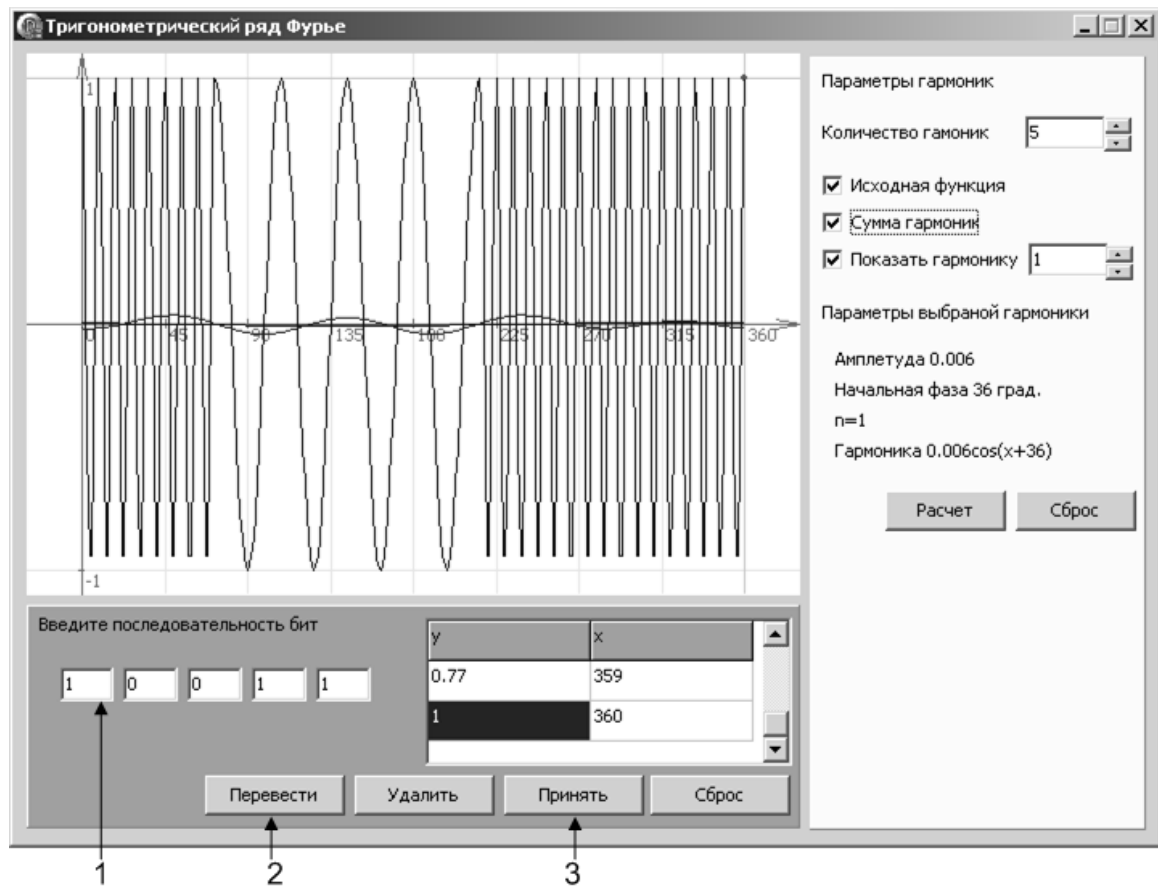 Тригонометрический ряд Фурье
1
0 45 90 135 180 225 270 315 360
-1
Параметры гармоник
Количество гамоник 5
Исходная функция
Сумма гармоник
Показать гармонику 1
Параметры выбраной гармоники
Амплетуда 0.006
Начальная фаза 36 град.
n=1
Гармоника 0.006cos(x+36)
Расчет Сброс
Введите последовательность бит
1 0 0 1 1
y x
0.77 359
1 360
Перевести Удалить Принять Сброс
1 2 3